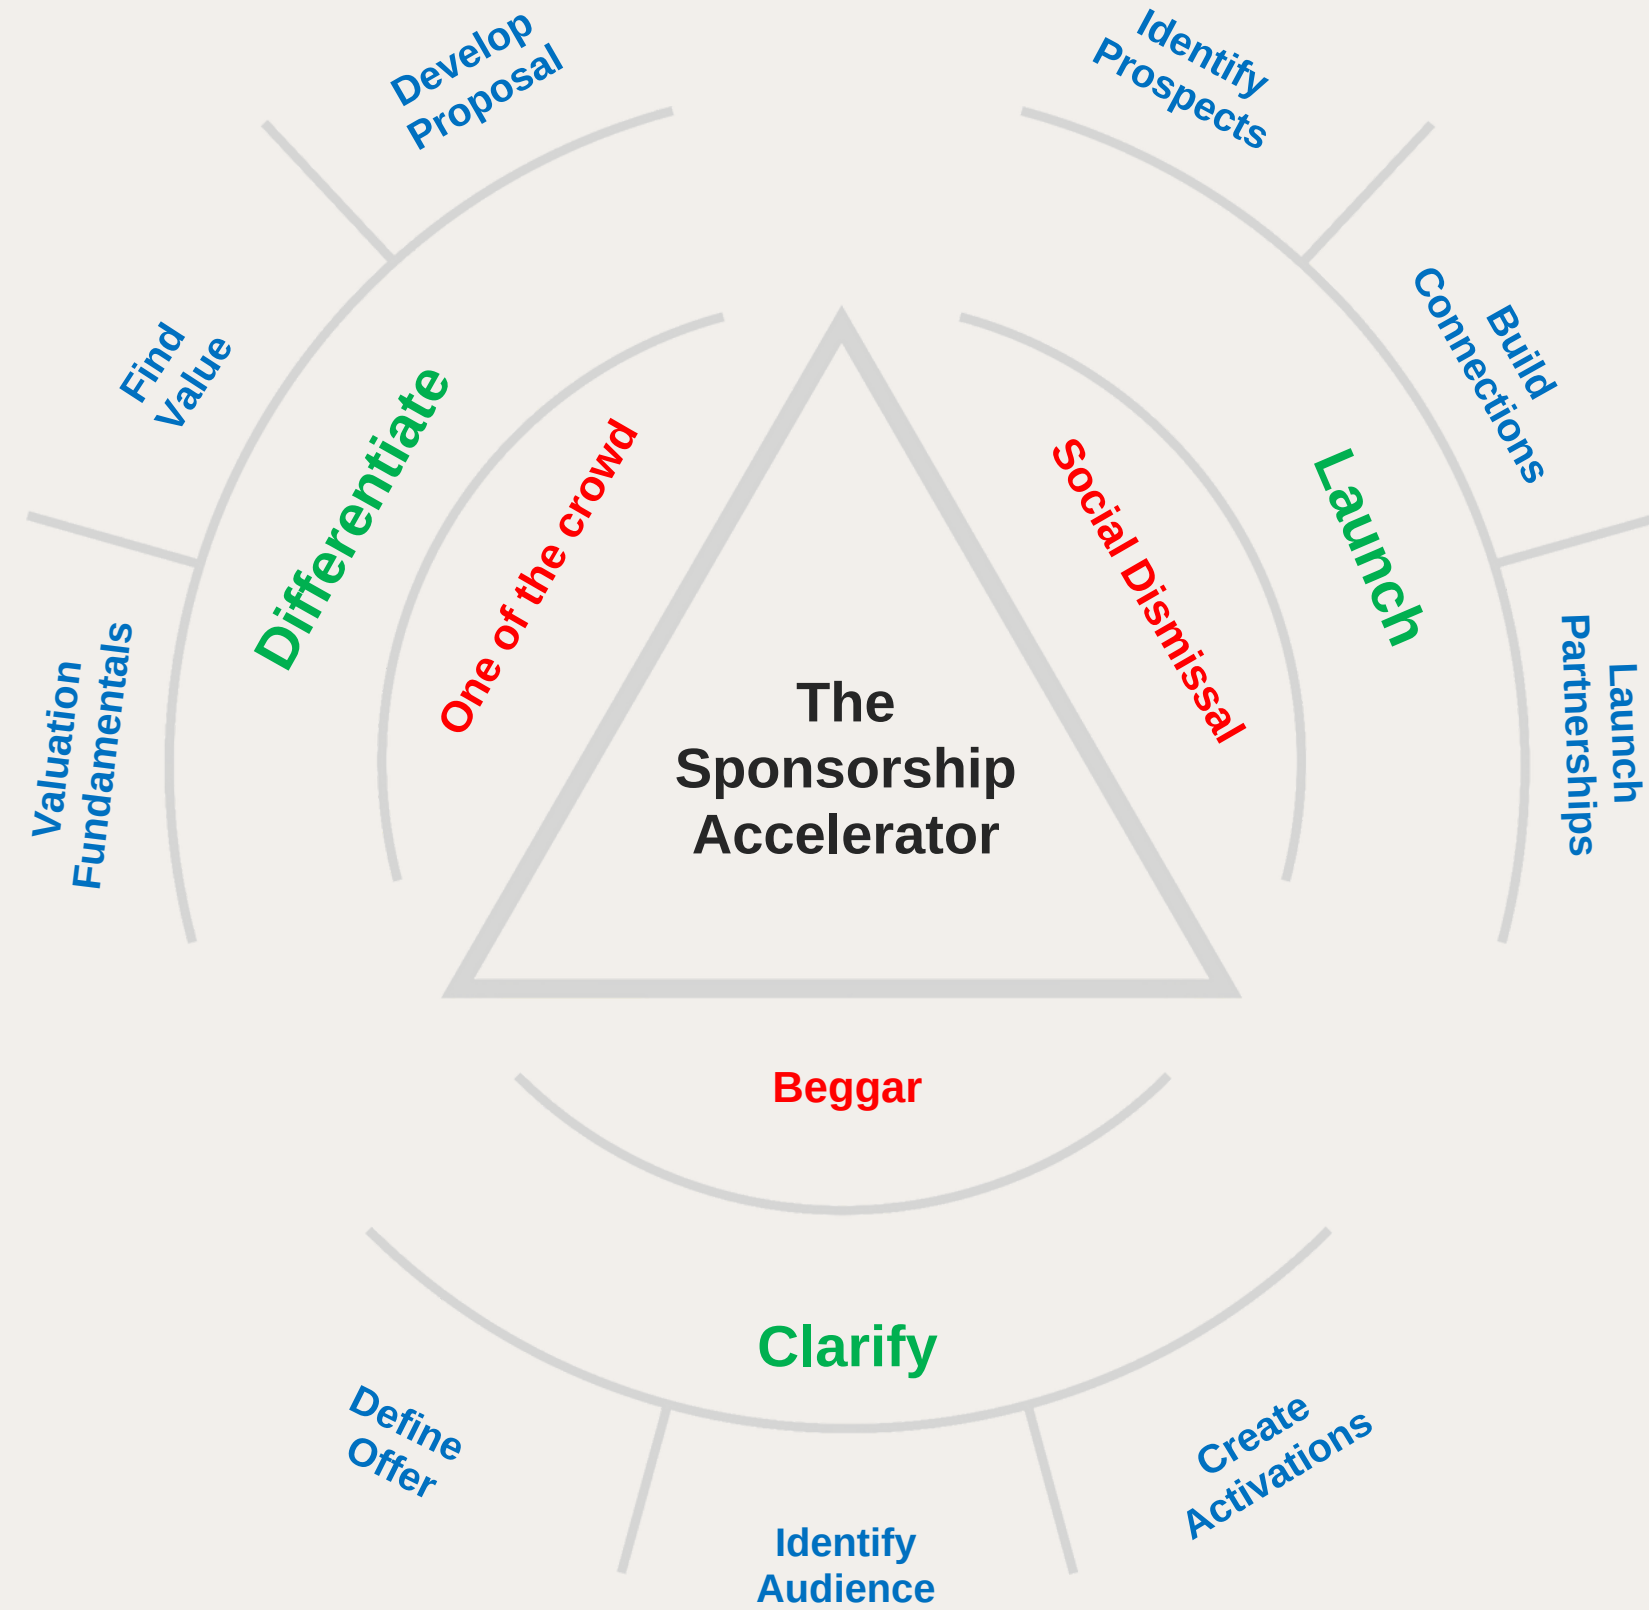 Develop
Proposal
Identify
Prospects
Find
Value
Build
Connections
Differentiate
One of the crowd
Social Dismissal
Launch
Valuation
Fundamentals
Launch
Partnerships
The
Sponsorship
Accelerator
Beggar
Clarify
Define
Offer
Create
Activations
Identify
Audience